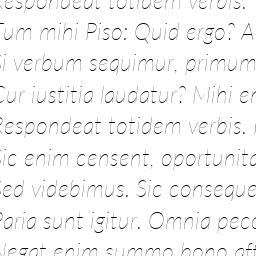 Respondeat totidem verbis.
Tum mihi Piso: Quid ergo? A
Si verbum sequimur, primum
Cur iustitia laudatur? Mihi en
Respondeat totidem verbis.
Sic enim censent, oportunita
Sed videbimus. Sic conseque
Paria sunt igitur. Omnia pecc
Negat enim summo bono aff